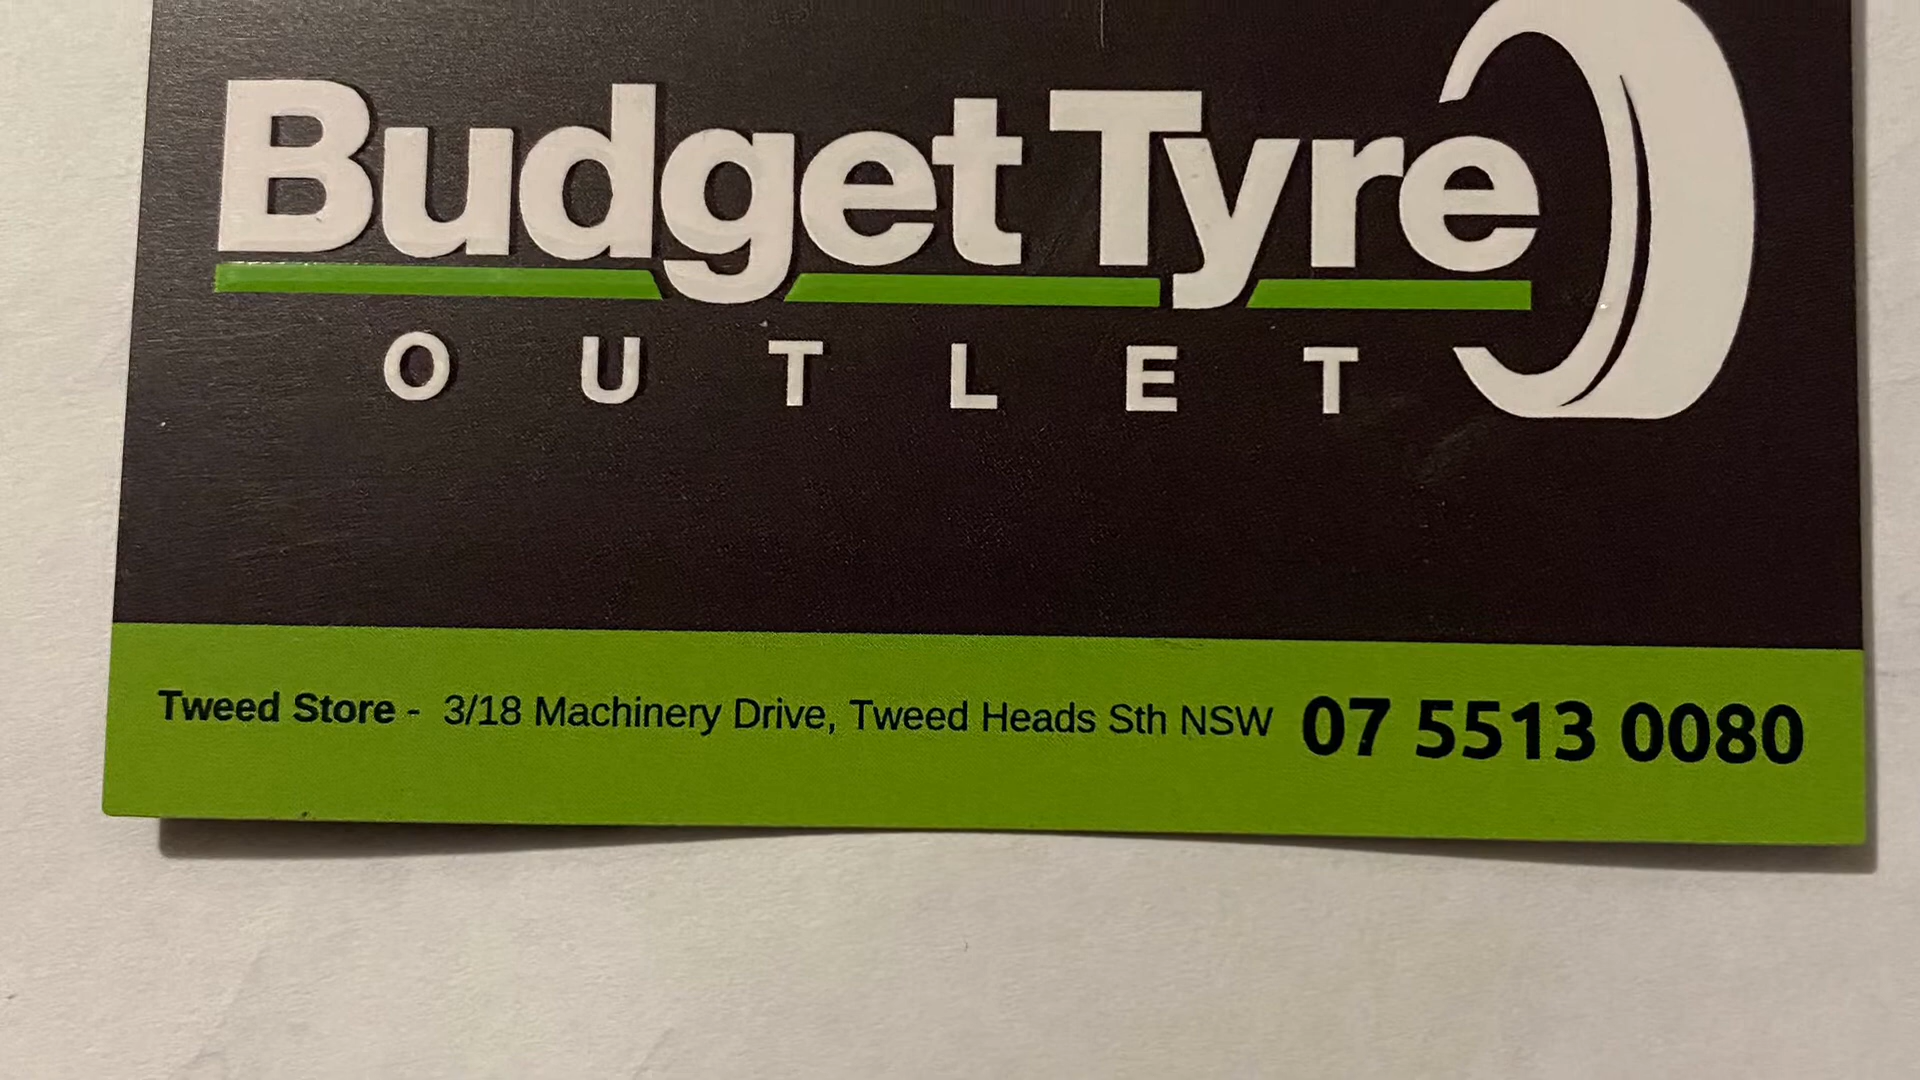 Budget Tyre
OUTLET
Tweed Store - 3/18 Machinery Drive, Tweed Heads Sth NSW 07 5513 0080